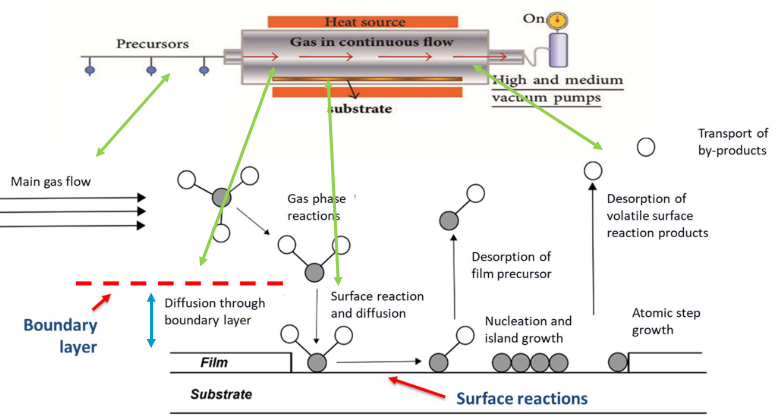 Heat source
On
Precursors
Gas in continuous flow
High and medium
vacuum pumps
substrate
Transport of
by-products
Main gas flow
Gas phase
reactions
Desorption of
volatile surface
reaction products
Desorption of
film precursor
Diffusion through
boundary layer
Surface reaction
and diffusion
Boundary
layer
Nucleation and
island growth
Atomic step
growth
Film
Substrate
Surface reactions